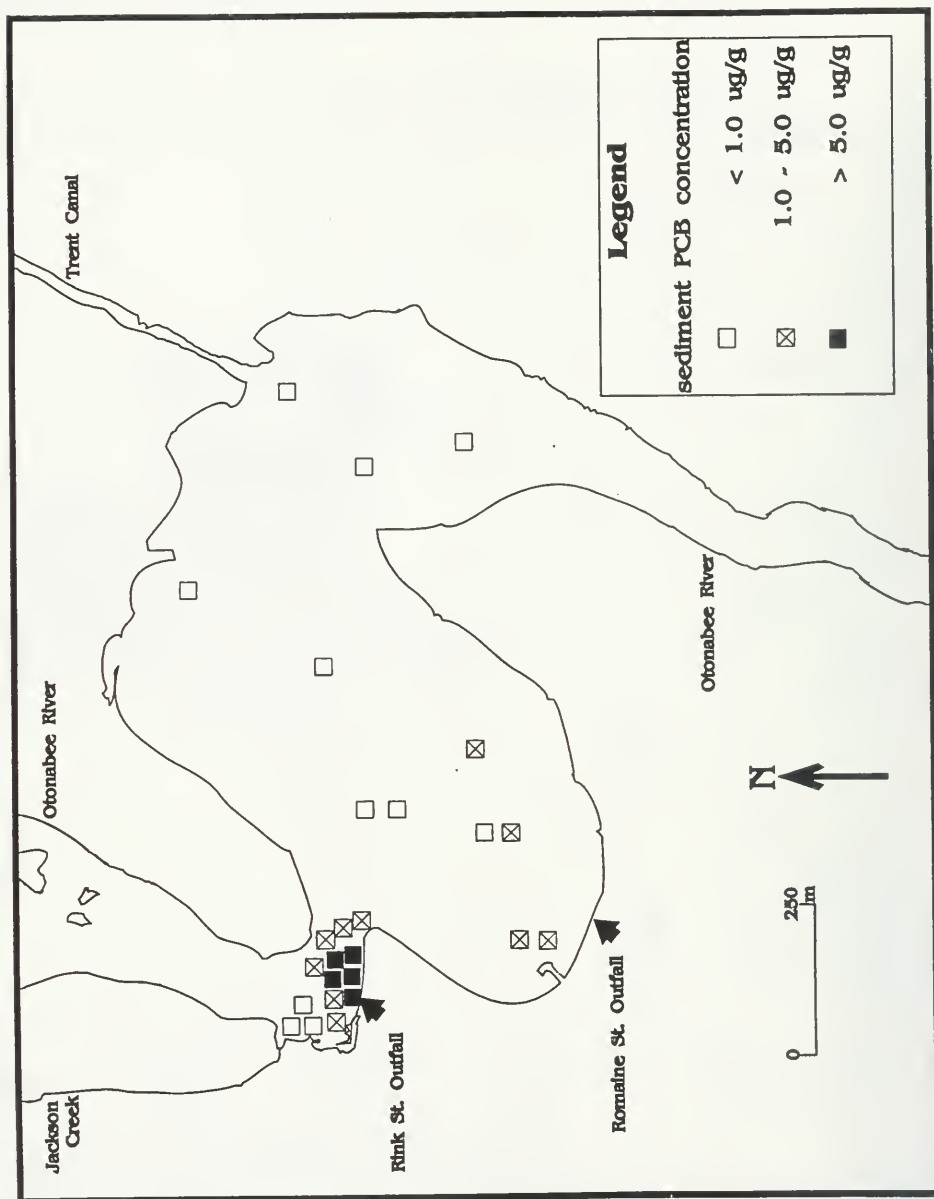 Jackson
Creek
Otonabee River
Trent Canal
Rink St. Outfall
Romaine St. Outfall
Otonabee River
N
0
250
m
Legend
sediment PCB concentration
< 1.0 ug/g
1.0 - 5.0 ug/g
> 5.0 ug/g